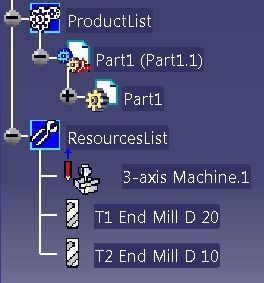 ProductList
Part1 (Part1.1)
Part1
ResourcesList
3-axis Machine.1
T1 End Mill D 20
T2 End Mill D 10